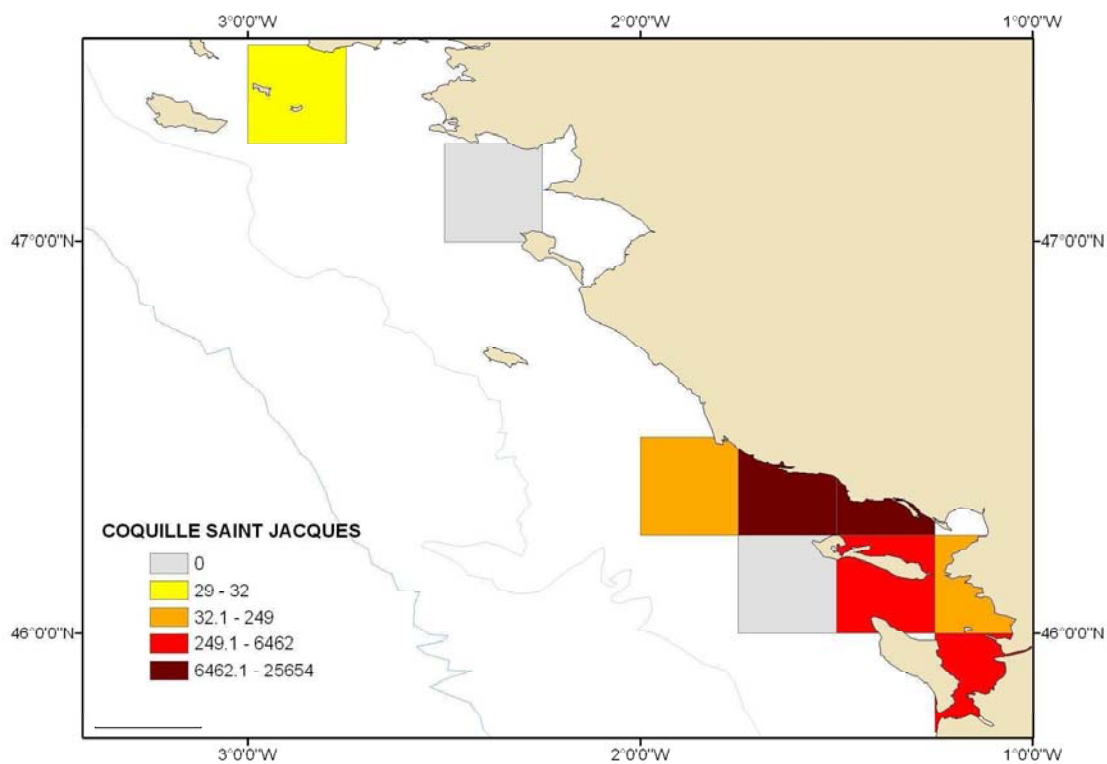 3°0'0"W 2°0'0"W 1°0'0"W
47°0'0"N 47°0'0"N
COQUILLE SAINT JACQUES
0
29 - 32
32.1 - 249
249.1 - 6462
6462.1 - 25654
46°0'0"N 46°0'0"N
3°0'0"W 2°0'0"W 1°0'0"W